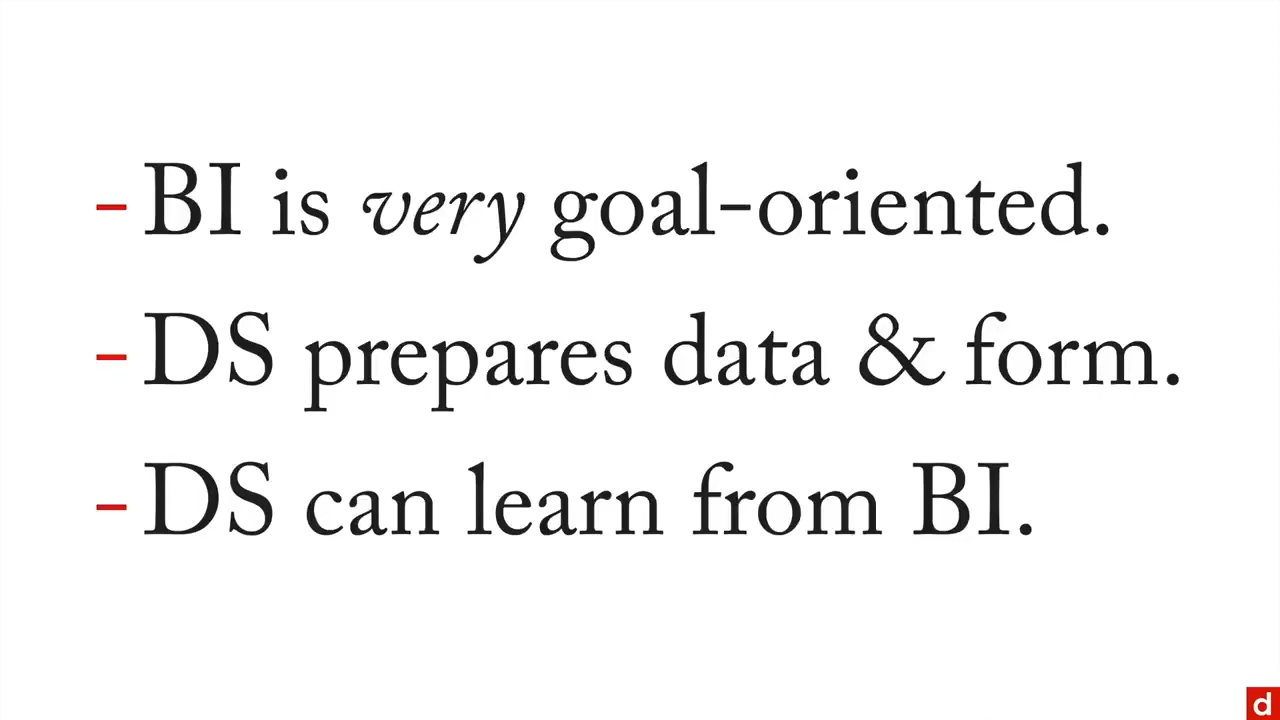 - BI is very goal-oriented.
- DS prepares data & form.
- DS can learn from BI.
d